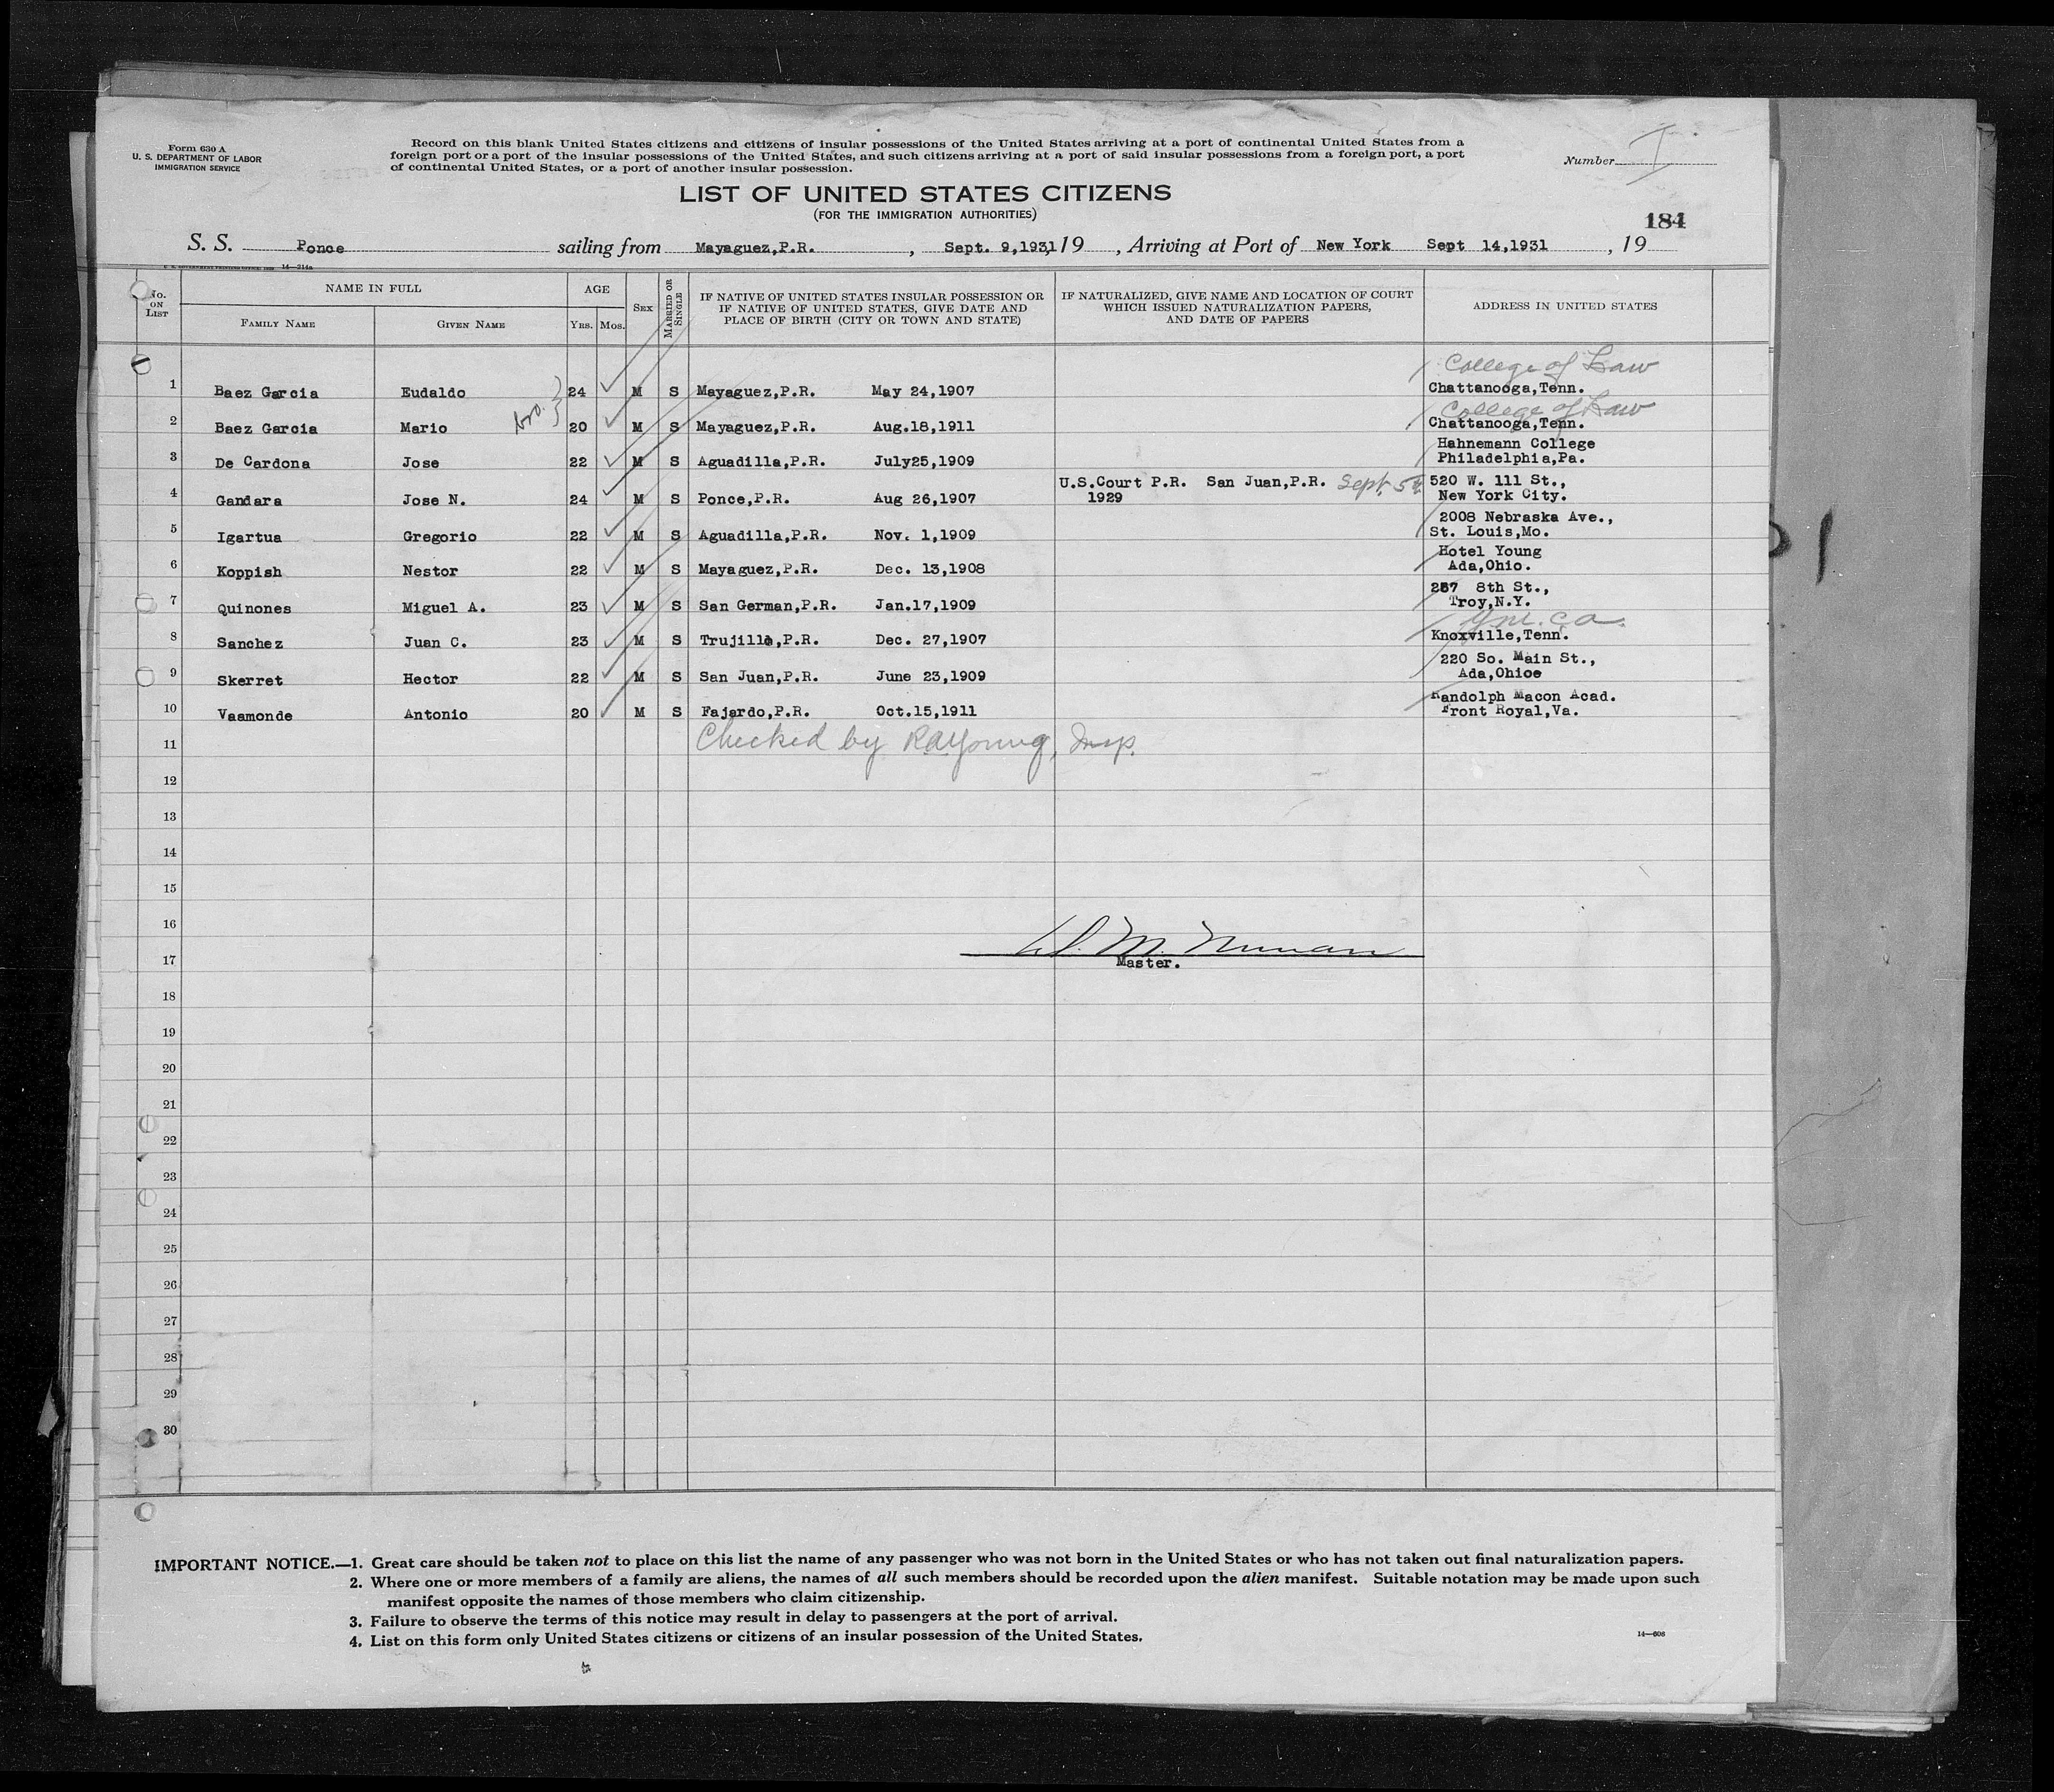 Form 630 A
U. S. DEPARTMENT OF LABOR
IMMIGRATION SERVICE
Record on this blank United States citizens and citizens of insular possessions of the United States arriving at a port of continental United States from a
foreign port or a port of the insular possessions of the United States, and such citizens arriving at a port of said insular possessions from a foreign port, a port
of continental United States, or a port of another insular possession.
Number I
LIST OF UNITED STATES CITIZENS
(FOR THE IMMIGRATION AUTHORITIES)
184
S. S. Ponce sailing from Mayaguez,P.R. , Sept. 9,1931, 19 , Arriving at Port of New York Sept 14,1931 , 19
14—214a
No. ON LIST
NAME IN FULL
FAMILY NAME
GIVEN NAME
AGE
YRS. MOS.
SEX
MARRIED OR SINGLE
IF NATIVE OF UNITED STATES INSULAR POSSESSION OR
IF NATIVE OF UNITED STATES, GIVE DATE AND
PLACE OF BIRTH (CITY OR TOWN AND STATE)
IF NATURALIZED, GIVE NAME AND LOCATION OF COURT
WHICH ISSUED NATURALIZATION PAPERS,
AND DATE OF PAPERS
ADDRESS IN UNITED STATES
College of Law
1 Baez Garcia Eudaldo 24 M S Mayaguez,P.R. May 24,1907 Chattanooga,Tenn.
bro.
College of Law
2 Baez Garcia Mario 20 M S Mayaguez,P.R. Aug.18,1911 Chattanooga,Tenn.
Hahnemann College
3 De Cardona Jose 22 M S Aguadilla,P.R. July25,1909 Philadelphia,Pa.
U.S.Court P.R. San Juan,P.R. Sept. 5th 520 W. 111 St.,
4 Gandara Jose N. 24 M S Ponce,P.R. Aug 26,1907 1929 New York City.
2008 Nebraska Ave.,
5 Igartua Gregorio 22 M S Aguadilla,P.R. Nov. 1,1909 St. Louis,Mo.
Hotel Young
6 Koppish Nestor 22 M S Mayaguez,P.R. Dec. 13,1908 Ada,Ohio.
257 8th St.,
7 Quinones Miguel A. 23 M S San German,P.R. Jan.17,1909 Troy,N.Y.
Y.M.C.A.
8 Sanchez Juan C. 23 M S Trujillo,P.R. Dec. 27,1907 Knoxville,Tenn.
220 So. Main St.,
9 Skerret Hector 22 M S San Juan,P.R. June 23,1909 Ada,Ohioe
Randolph Macon Acad.
10 Vaamonde Antonio 20 M S Fajardo,P.R. Oct.15,1911 Front Royal,Va.
11 Checked by R.A.Young, Insp.
12
13
14
15
16
17 Master.
18
19
20
21
22
23
24
25
26
27
28
29
30
IMPORTANT NOTICE.—1. Great care should be taken not to place on this list the name of any passenger who was not born in the United States or who has not taken out final naturalization papers.
2. Where one or more members of a family are aliens, the names of all such members should be recorded upon the alien manifest. Suitable notation may be made upon such
manifest opposite the names of those members who claim citizenship.
3. Failure to observe the terms of this notice may result in delay to passengers at the port of arrival.
4. List on this form only United States citizens or citizens of an insular possession of the United States.
14—608